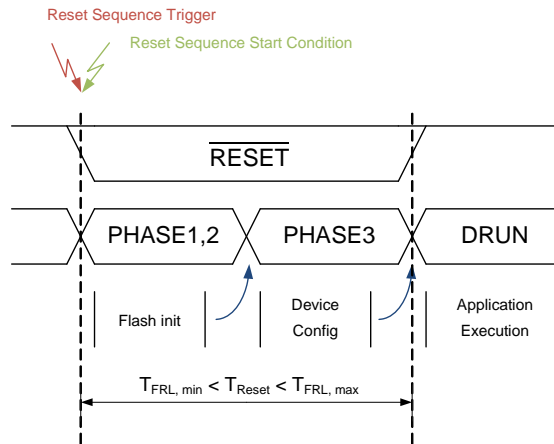 Reset Sequence Trigger
Reset Sequence Start Condition
RESET
PHASE1,2
PHASE3
DRUN
Flash init
Device
Config
Application
Execution
TFRL, min < TReset < TFRL, max